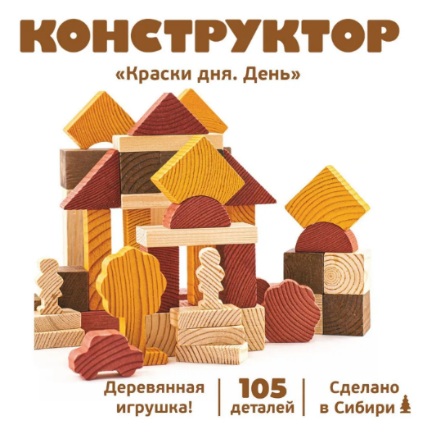 КОНСТРУКТОР
«Краски дня. День»
Деревянная
игрушка!
105
деталей
Сделано
в Сибири